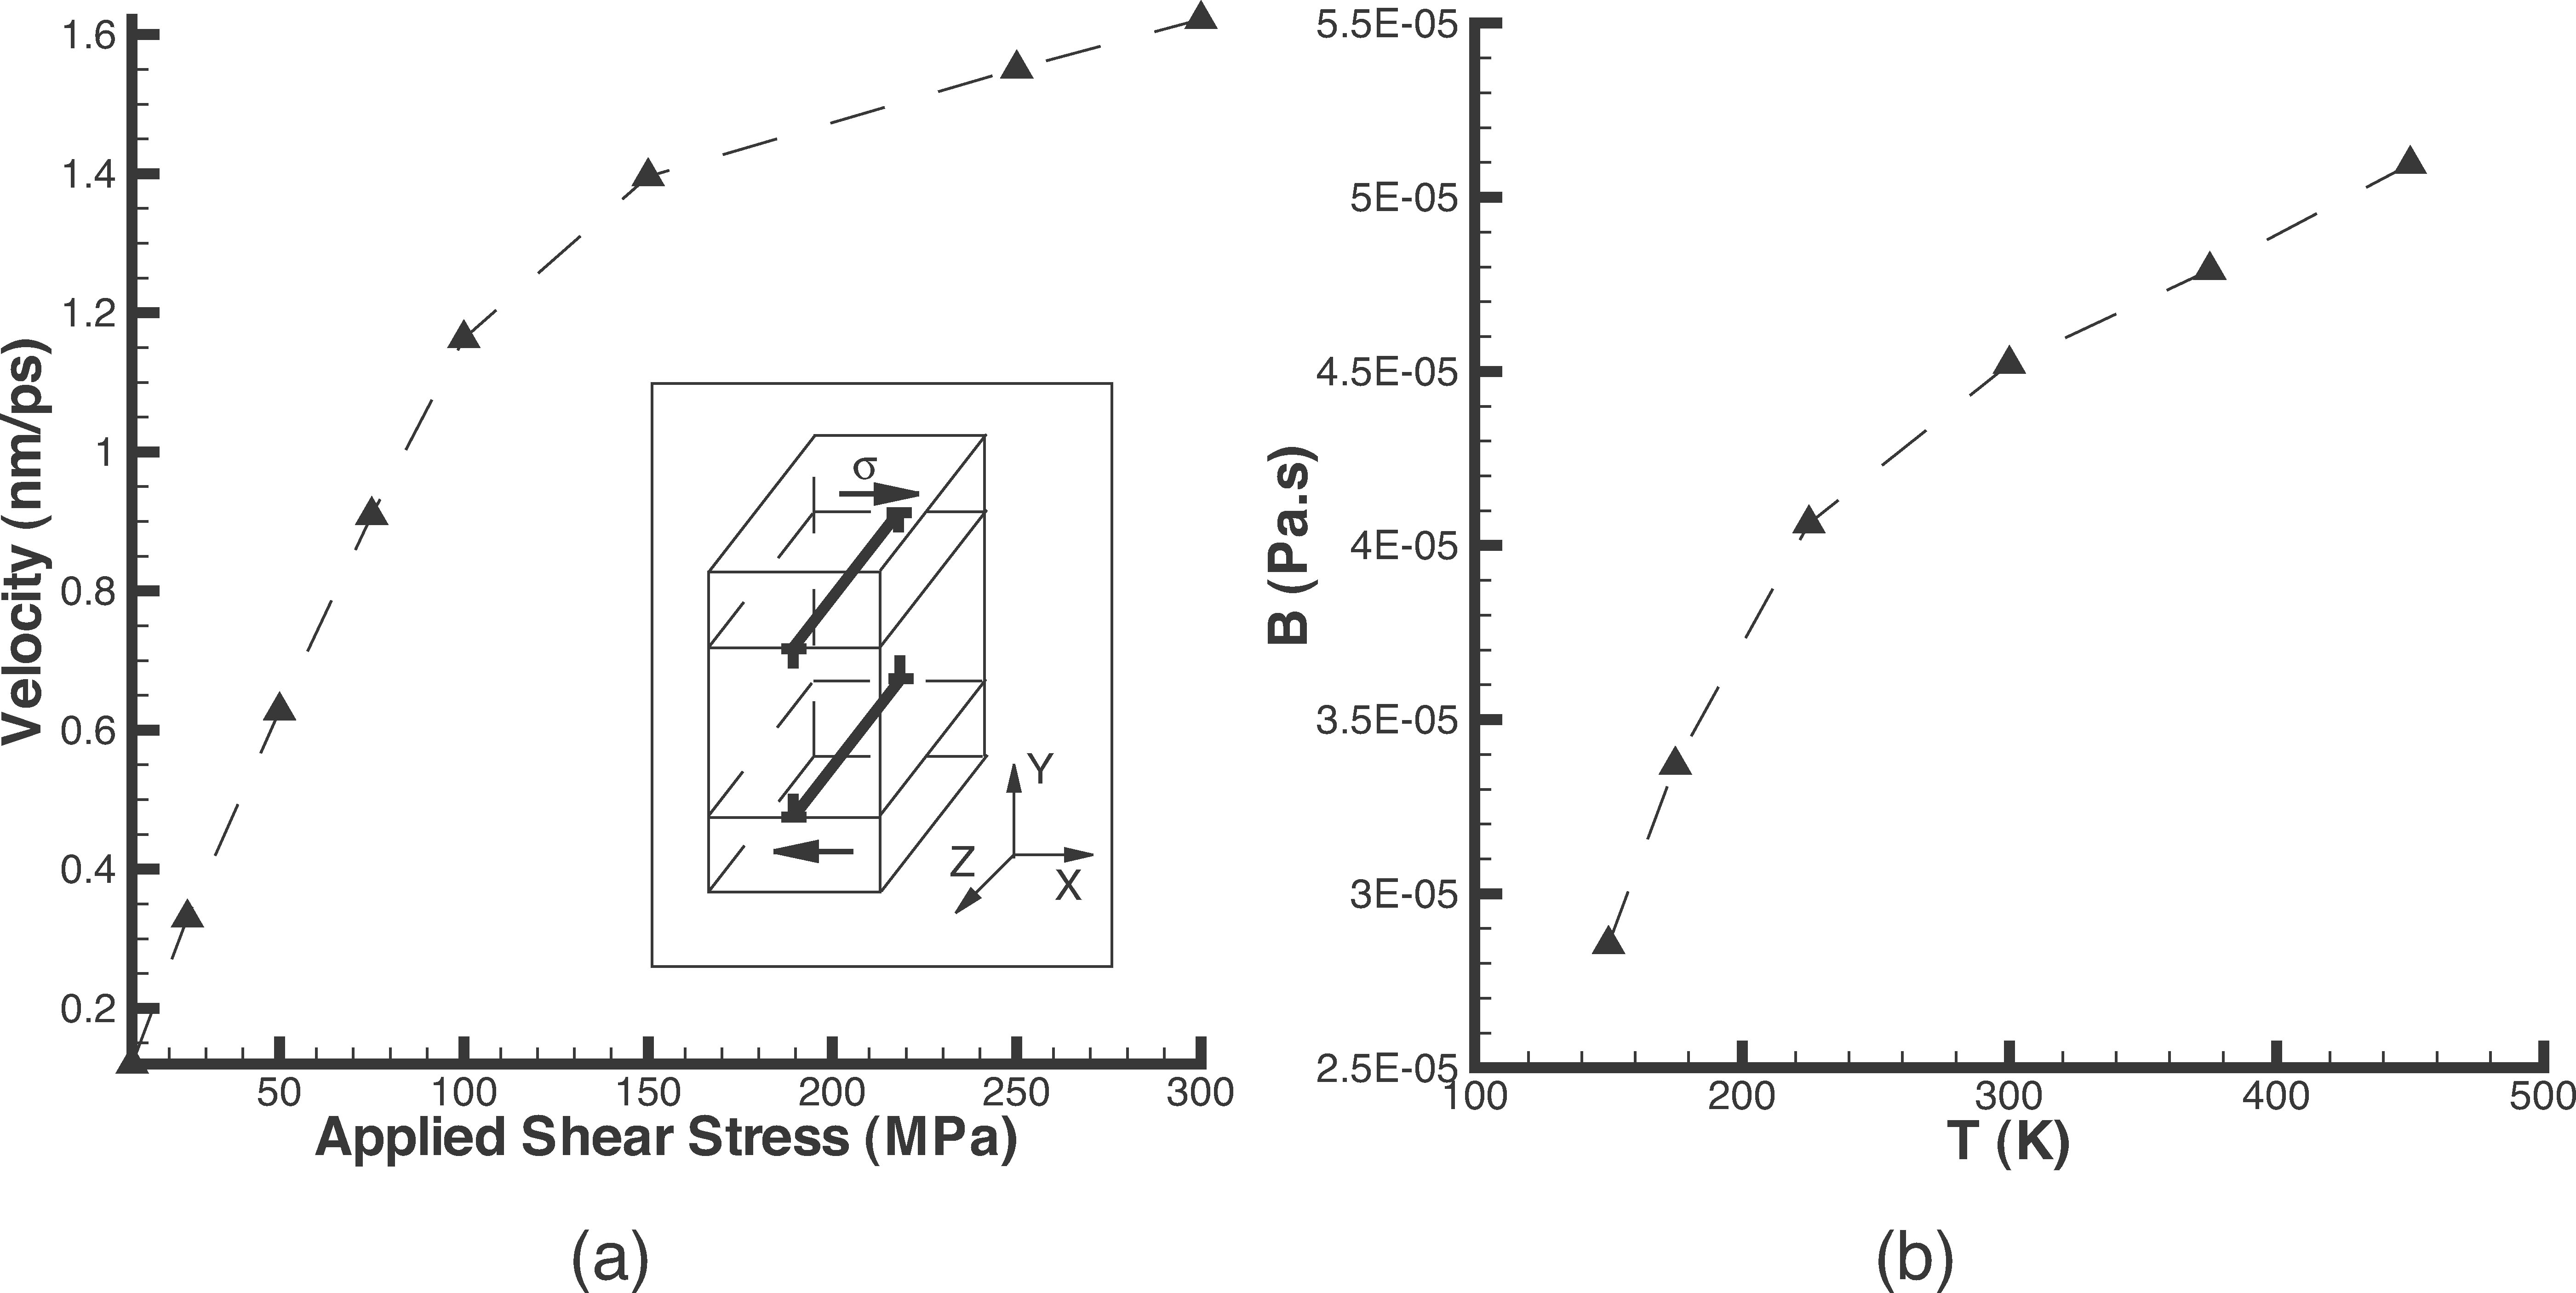 1.6
1.4
1.2
1
0.8
0.6
0.4
0.2
Velocity (nm/ps)
50 100 150 200 250 300
Applied Shear Stress (MPa)
σ
Y
Z
X
(a)
5.5E-05
5E-05
4.5E-05
4E-05
3.5E-05
3E-05
2.5E-05
B (Pa.s)
100 200 300 400 500
T (K)
(b)